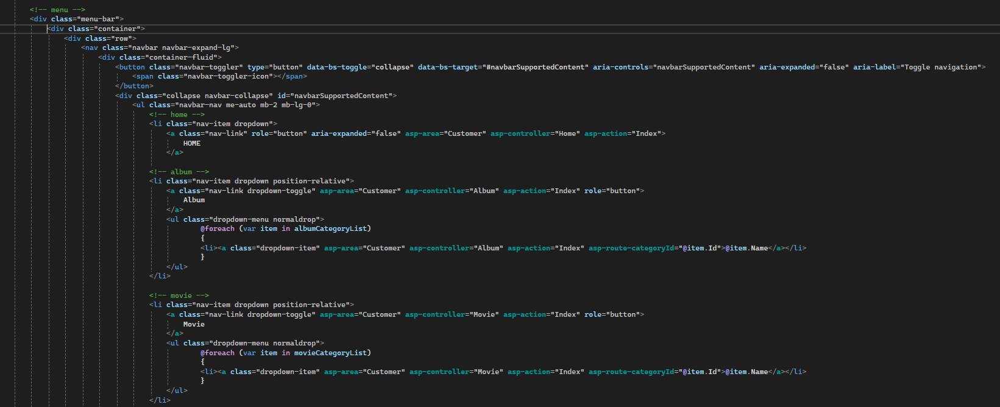 <!-- menu -->
<div class="menu-bar">
<div class="container">
<div class="row">
<nav class="navbar navbar-expand-lg">
<div class="container-fluid">
<button class="navbar-toggler" type="button" data-bs-toggle="collapse" data-bs-target="#navbarSupportedContent" aria-controls="navbarSupportedContent" aria-expanded="false" aria-label="Toggle navigation">
<span class="navbar-toggler-icon"></span>
</button>
<div class="collapse navbar-collapse" id="navbarSupportedContent">
<ul class="navbar-nav me-auto mb-2 mb-lg-0">
<!-- home -->
<li class="nav-item dropdown">
<a class="nav-link" role="button" aria-expanded="false" asp-area="Customer" asp-controller="Home" asp-action="Index">
HOME
</a>
<!-- album -->
<li class="nav-item dropdown position-relative">
<a class="nav-link dropdown-toggle" asp-area="Customer" asp-controller="Album" asp-action="Index" role="button">
Album
</a>
<ul class="dropdown-menu normaldrop">
@foreach (var item in albumCategoryList)
{
<li><a class="dropdown-item" asp-area="Customer" asp-controller="Album" asp-action="Index" asp-route-categoryId="@item.Id">@item.Name</a></li>
}
</ul>
</li>
<!-- movie -->
<li class="nav-item dropdown position-relative">
<a class="nav-link dropdown-toggle" asp-area="Customer" asp-controller="Movie" asp-action="Index" role="button">
Movie
</a>
<ul class="dropdown-menu normaldrop">
@foreach (var item in movieCategoryList)
{
<li><a class="dropdown-item" asp-area="Customer" asp-controller="Movie" asp-action="Index" asp-route-categoryId="@item.Id">@item.Name</a></li>
}
</ul>
</li>